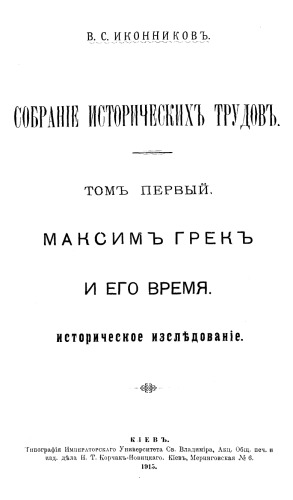 В. С. ИКОННИКОВЪ.
СОБРАНІЕ ИСТОРИЧЕСКИХЪ ТРУДОВЪ.
ТОМЪ ПЕРВЫЙ.
МАКСИМЪ ГРЕКЪ
И ЕГО ВРЕМЯ.
историческое изслѣдованіе.
КІЕВЪ.
Типографія Императорскаго Университета Св. Владиміра, Акц. Общ. печ. и
изд. дѣла Н. Т. Корчакъ-Новицкаго. Кіевъ, Меринговская № 6.
1915.